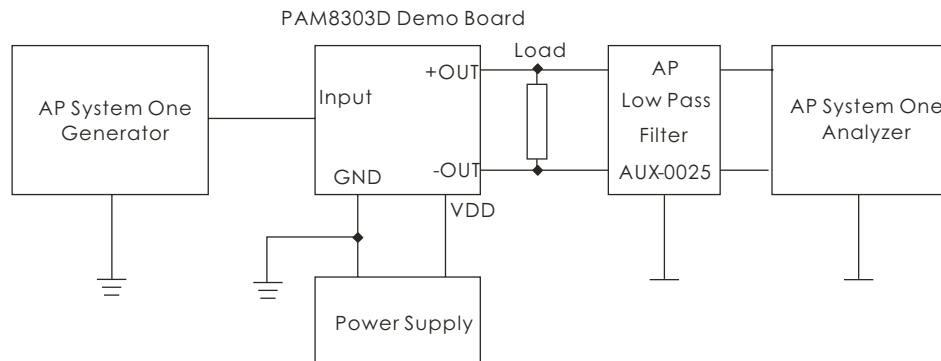 PAM8303D Demo Board
Load
AP System One
Generator
Input
+OUT
-OUT
GND
VDD
AP
Low Pass
Filter
AUX-0025
AP System One
Analyzer
Power Supply